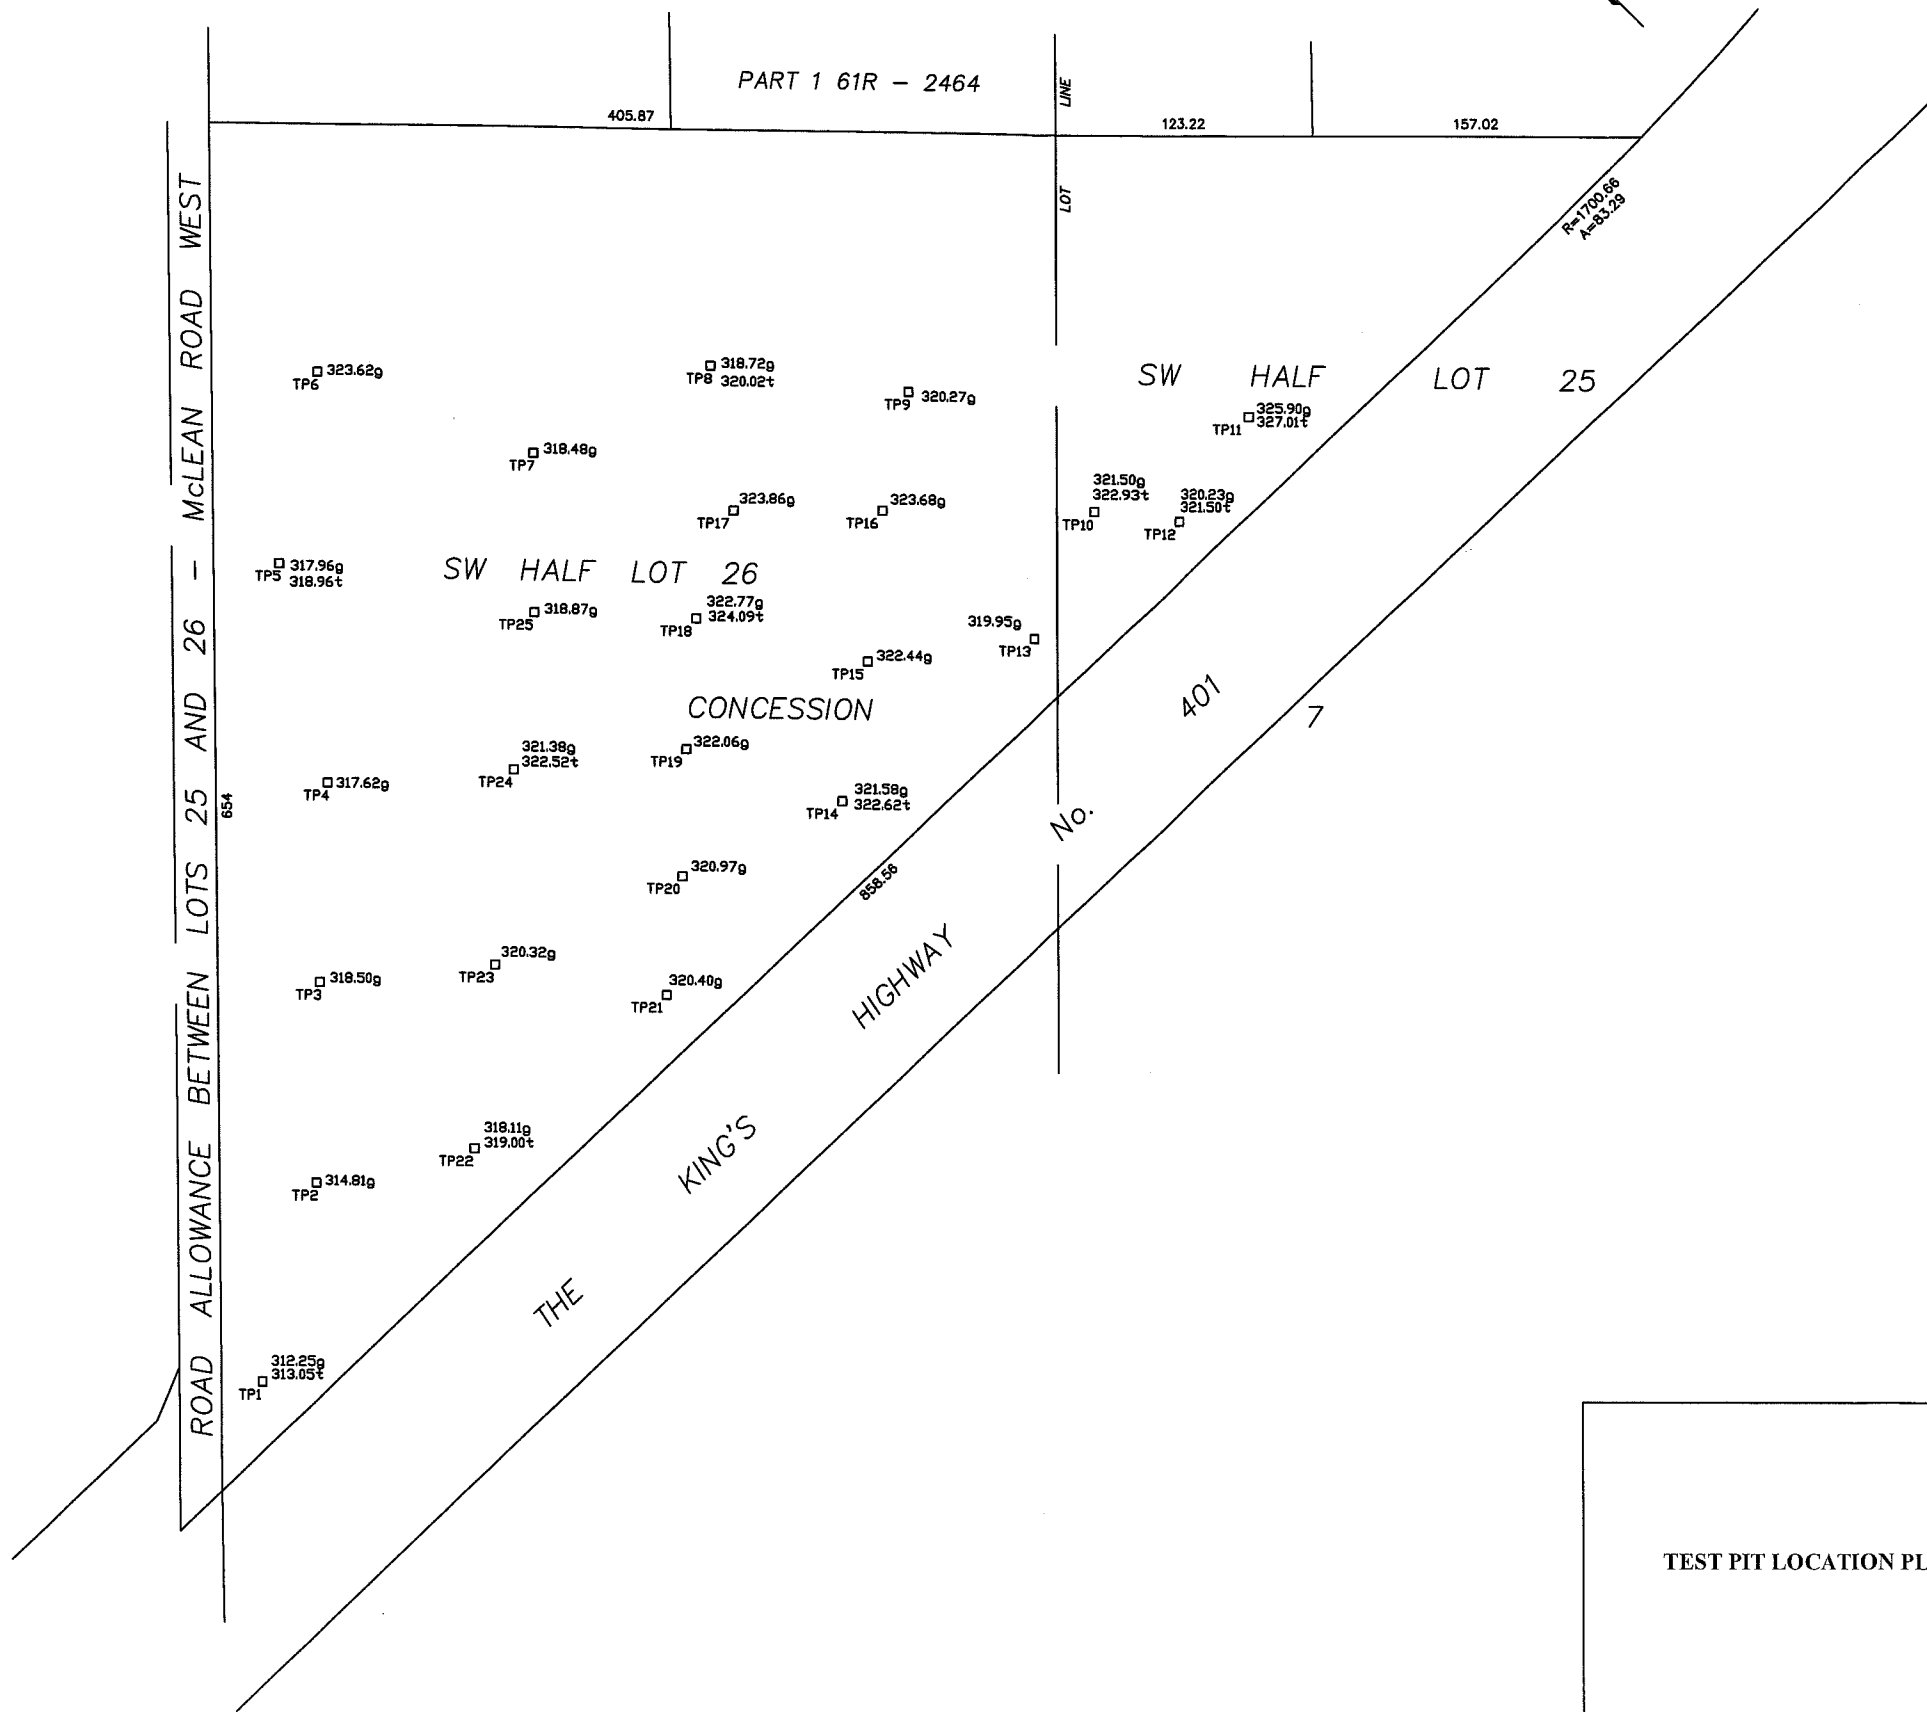 PART 1 61R - 2464
LINE
405.87
123.22
157.02
LOT
R=1700.66
A=83.29
ROAD ALLOWANCE BETWEEN LOTS 25 AND 26 - McLEAN ROAD WEST
TP6 323.62g
TP8 318.72g
320.02t
TP9 320.27g
SW HALF LOT 25
TP11 325.90g
327.01t
TP7 318.48g
TP17 323.86g
TP16 323.68g
321.50g
322.93t
TP10
320.23g
321.50t
TP12
TP5 317.96g
318.96t
SW HALF LOT 26
TP25 318.87g
322.77g
324.09t
TP18
319.95g
TP13
TP15 322.44g
CONCESSION
401
7
TP19 322.06g
321.38g
322.52t
TP24
TP4 317.62g
654
321.58g
322.62t
TP14
No.
TP20 320.97g
858.56
HIGHWAY
TP23 320.32g
TP3 318.50g
TP21 320.40g
KING'S
318.11g
319.00t
TP22
TP2 314.81g
THE
312.25g
313.05t
TP1
TEST PIT LOCATION PL